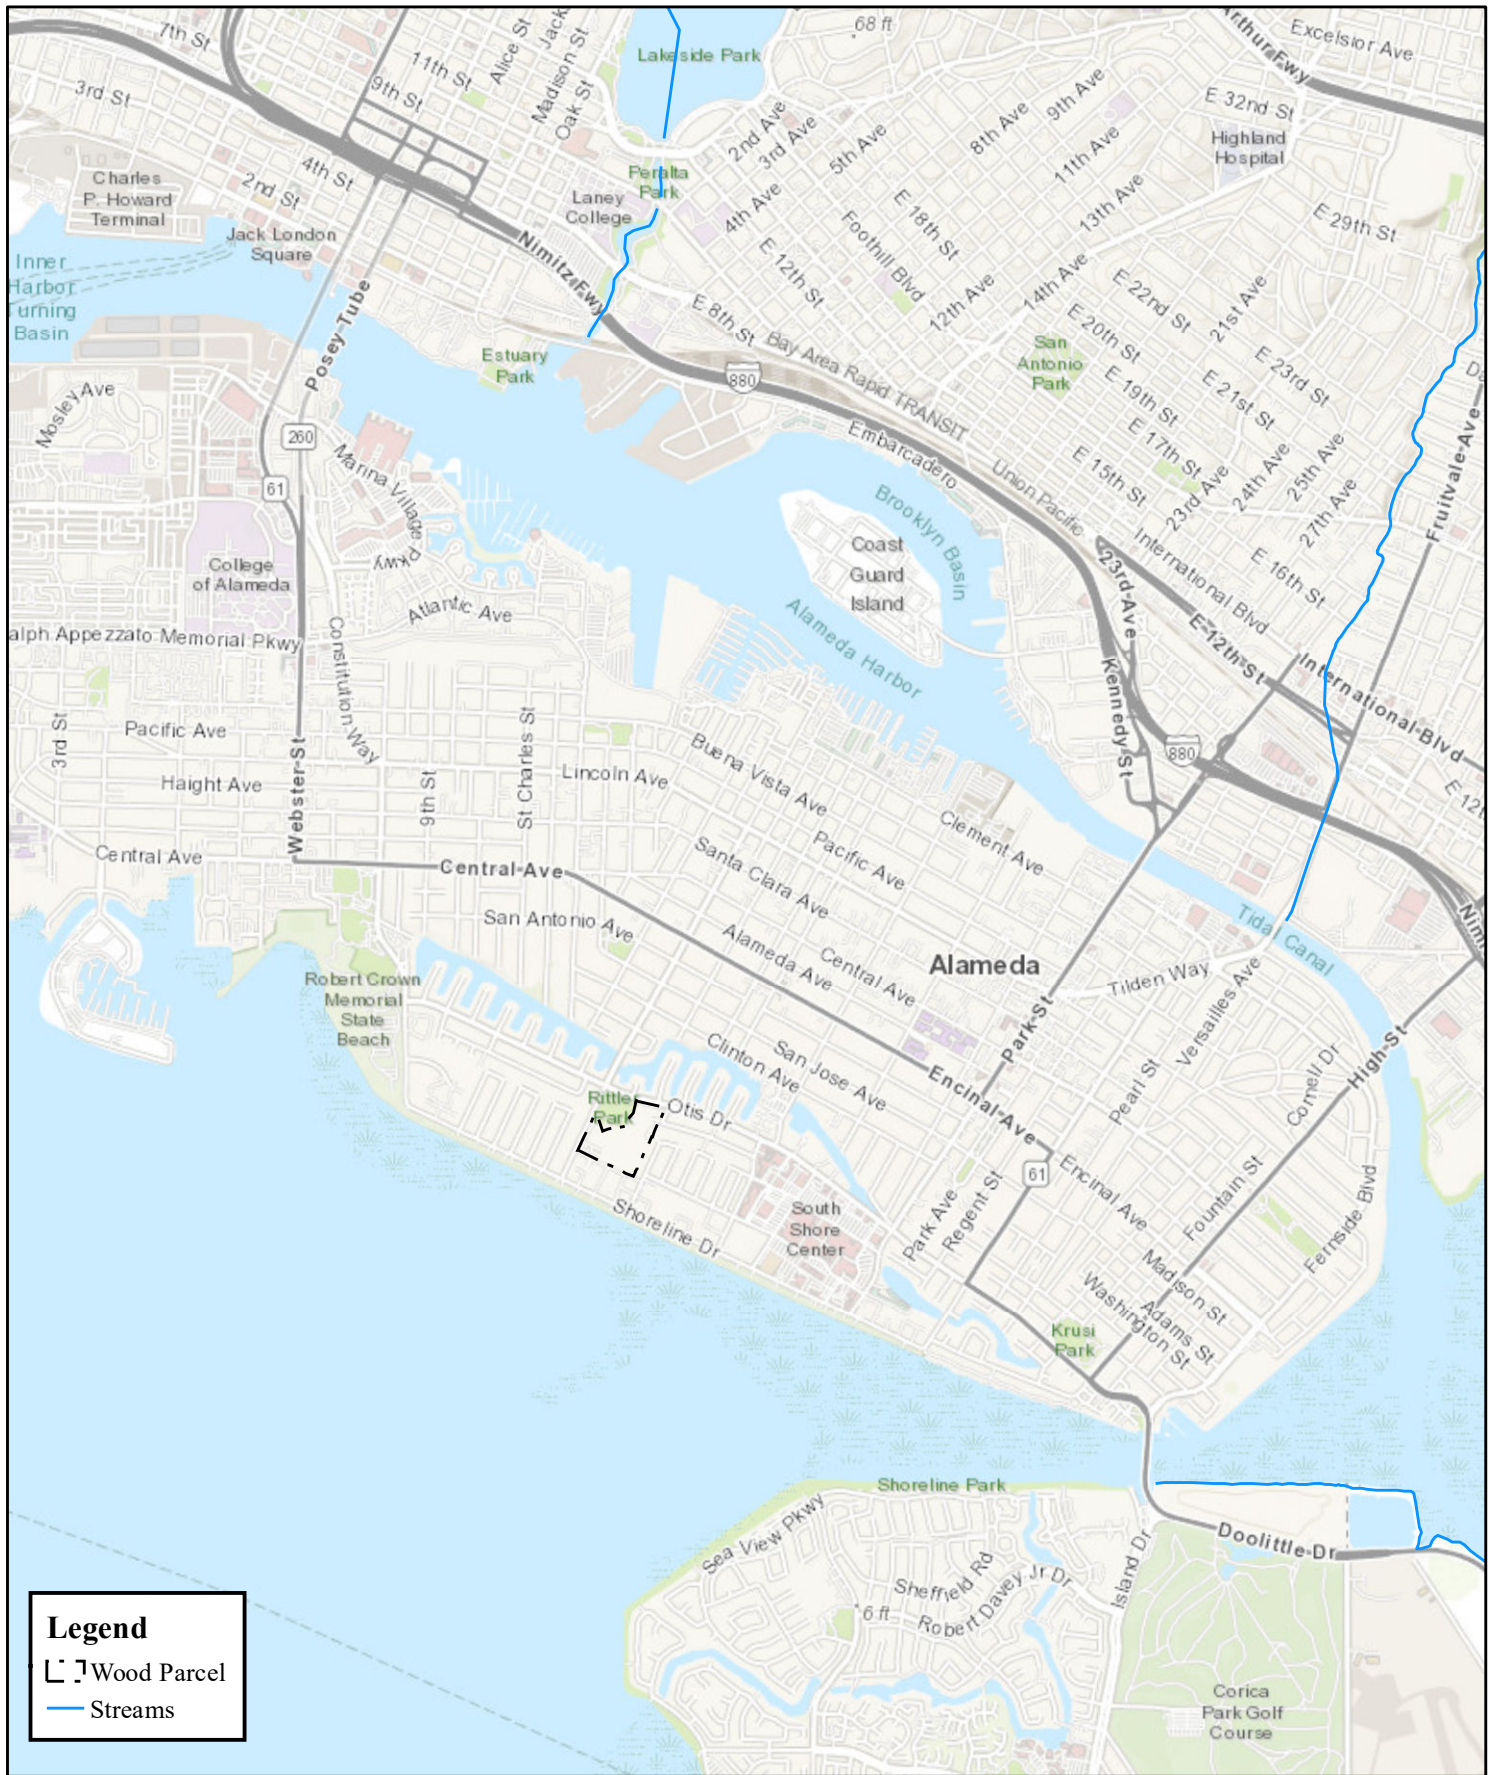 7th St
3rd St
11th St
9th St
Alice St
Jack
Madison St
Oak St
Lakeside Park
68 ft
Arthur Fwy
Excelsior Ave
E 32nd St
Highland
Hospital
2nd Ave
3rd Ave
5th Ave
8th Ave
9th Ave
11th Ave
13th Ave
4th St
2nd St
Charles
P. Howard
Terminal
Jack London
Square
Laney
College
Peralta
Park
4th Ave
E 12th St
Foothill Blvd
E 18th St
12th Ave
14th Ave
E 29th St
Inner
Harbor
Turning
Basin
Posey Tube
Nimitz Fwy
E 8th St
Bay Area Rapid TRANSIT
Estuary
Park
880
San
Antonio
Park
E 22nd St
21st Ave
E 20th St
E 23rd St
E 19th St
E 21st St
E 17th St
E 15th St
23rd Ave
24th Ave
25th Ave
27th Ave
Da
Fruitvale Ave
Mosley Ave
260
61
Marina Village
Pkwy
Embarcadero
Union Pacific
Brooklyn Basin
Coast
Guard
Island
Alameda Harbor
International Blvd
E 16th St
23rd Ave
E 12th St
International Blvd
E 12t
College
of Alameda
Atlantic Ave
alph Appezzato Memorial Pkwy
Constitution Way
Kennedy St
880
3rd St
Pacific Ave
Haight Ave
Webster St
9th St
St Charles St
Lincoln Ave
Buena Vista Ave
Clement Ave
Pacific Ave
Santa Clara Ave
Central Ave
Central Ave
San Antonio Ave
Alameda Ave
Central Ave
Alameda
Tidal Canal
Tilden Way
Versailles Ave
Nimi
Robert Crown
Memorial
State
Beach
Clinton Ave
San Jose Ave
Encinal Ave
Park St
Pearl St
Cornell Dr
High St
Rittler
Park
Otis Dr
Shoreline Dr
South
Shore
Center
Park Ave
Regent St
61
Encinal Ave
Fountain St
Fernside Blvd
Madison St
Adams St
Washington St
Krusi
Park
Shoreline Park
Sea View Pkwy
Doolittle Dr
Island Dr
Sheffield Rd
Robert Davey Jr Dr
6 ft
Corica
Park Golf
Course
Legend
Wood Parcel
Streams